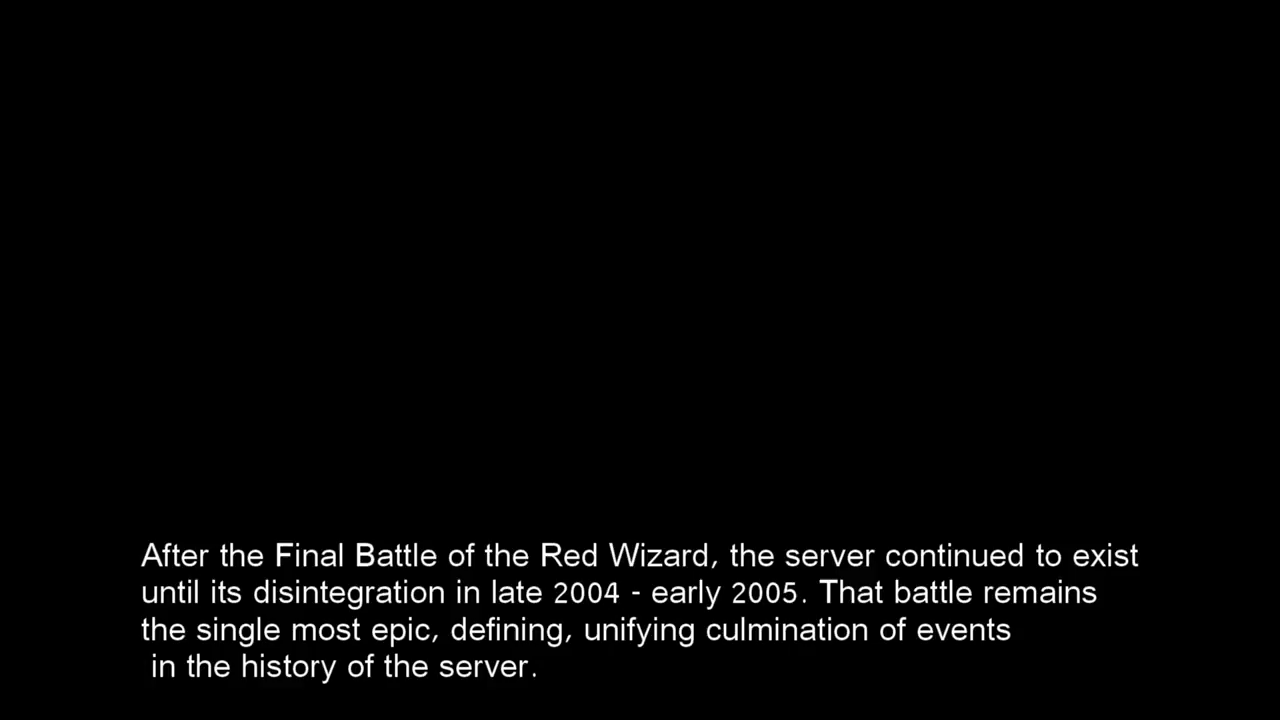 After the Final Battle of the Red Wizard, the server continued to exist
until its disintegration in late 2004 - early 2005. That battle remains
the single most epic, defining, unifying culmination of events
in the history of the server.